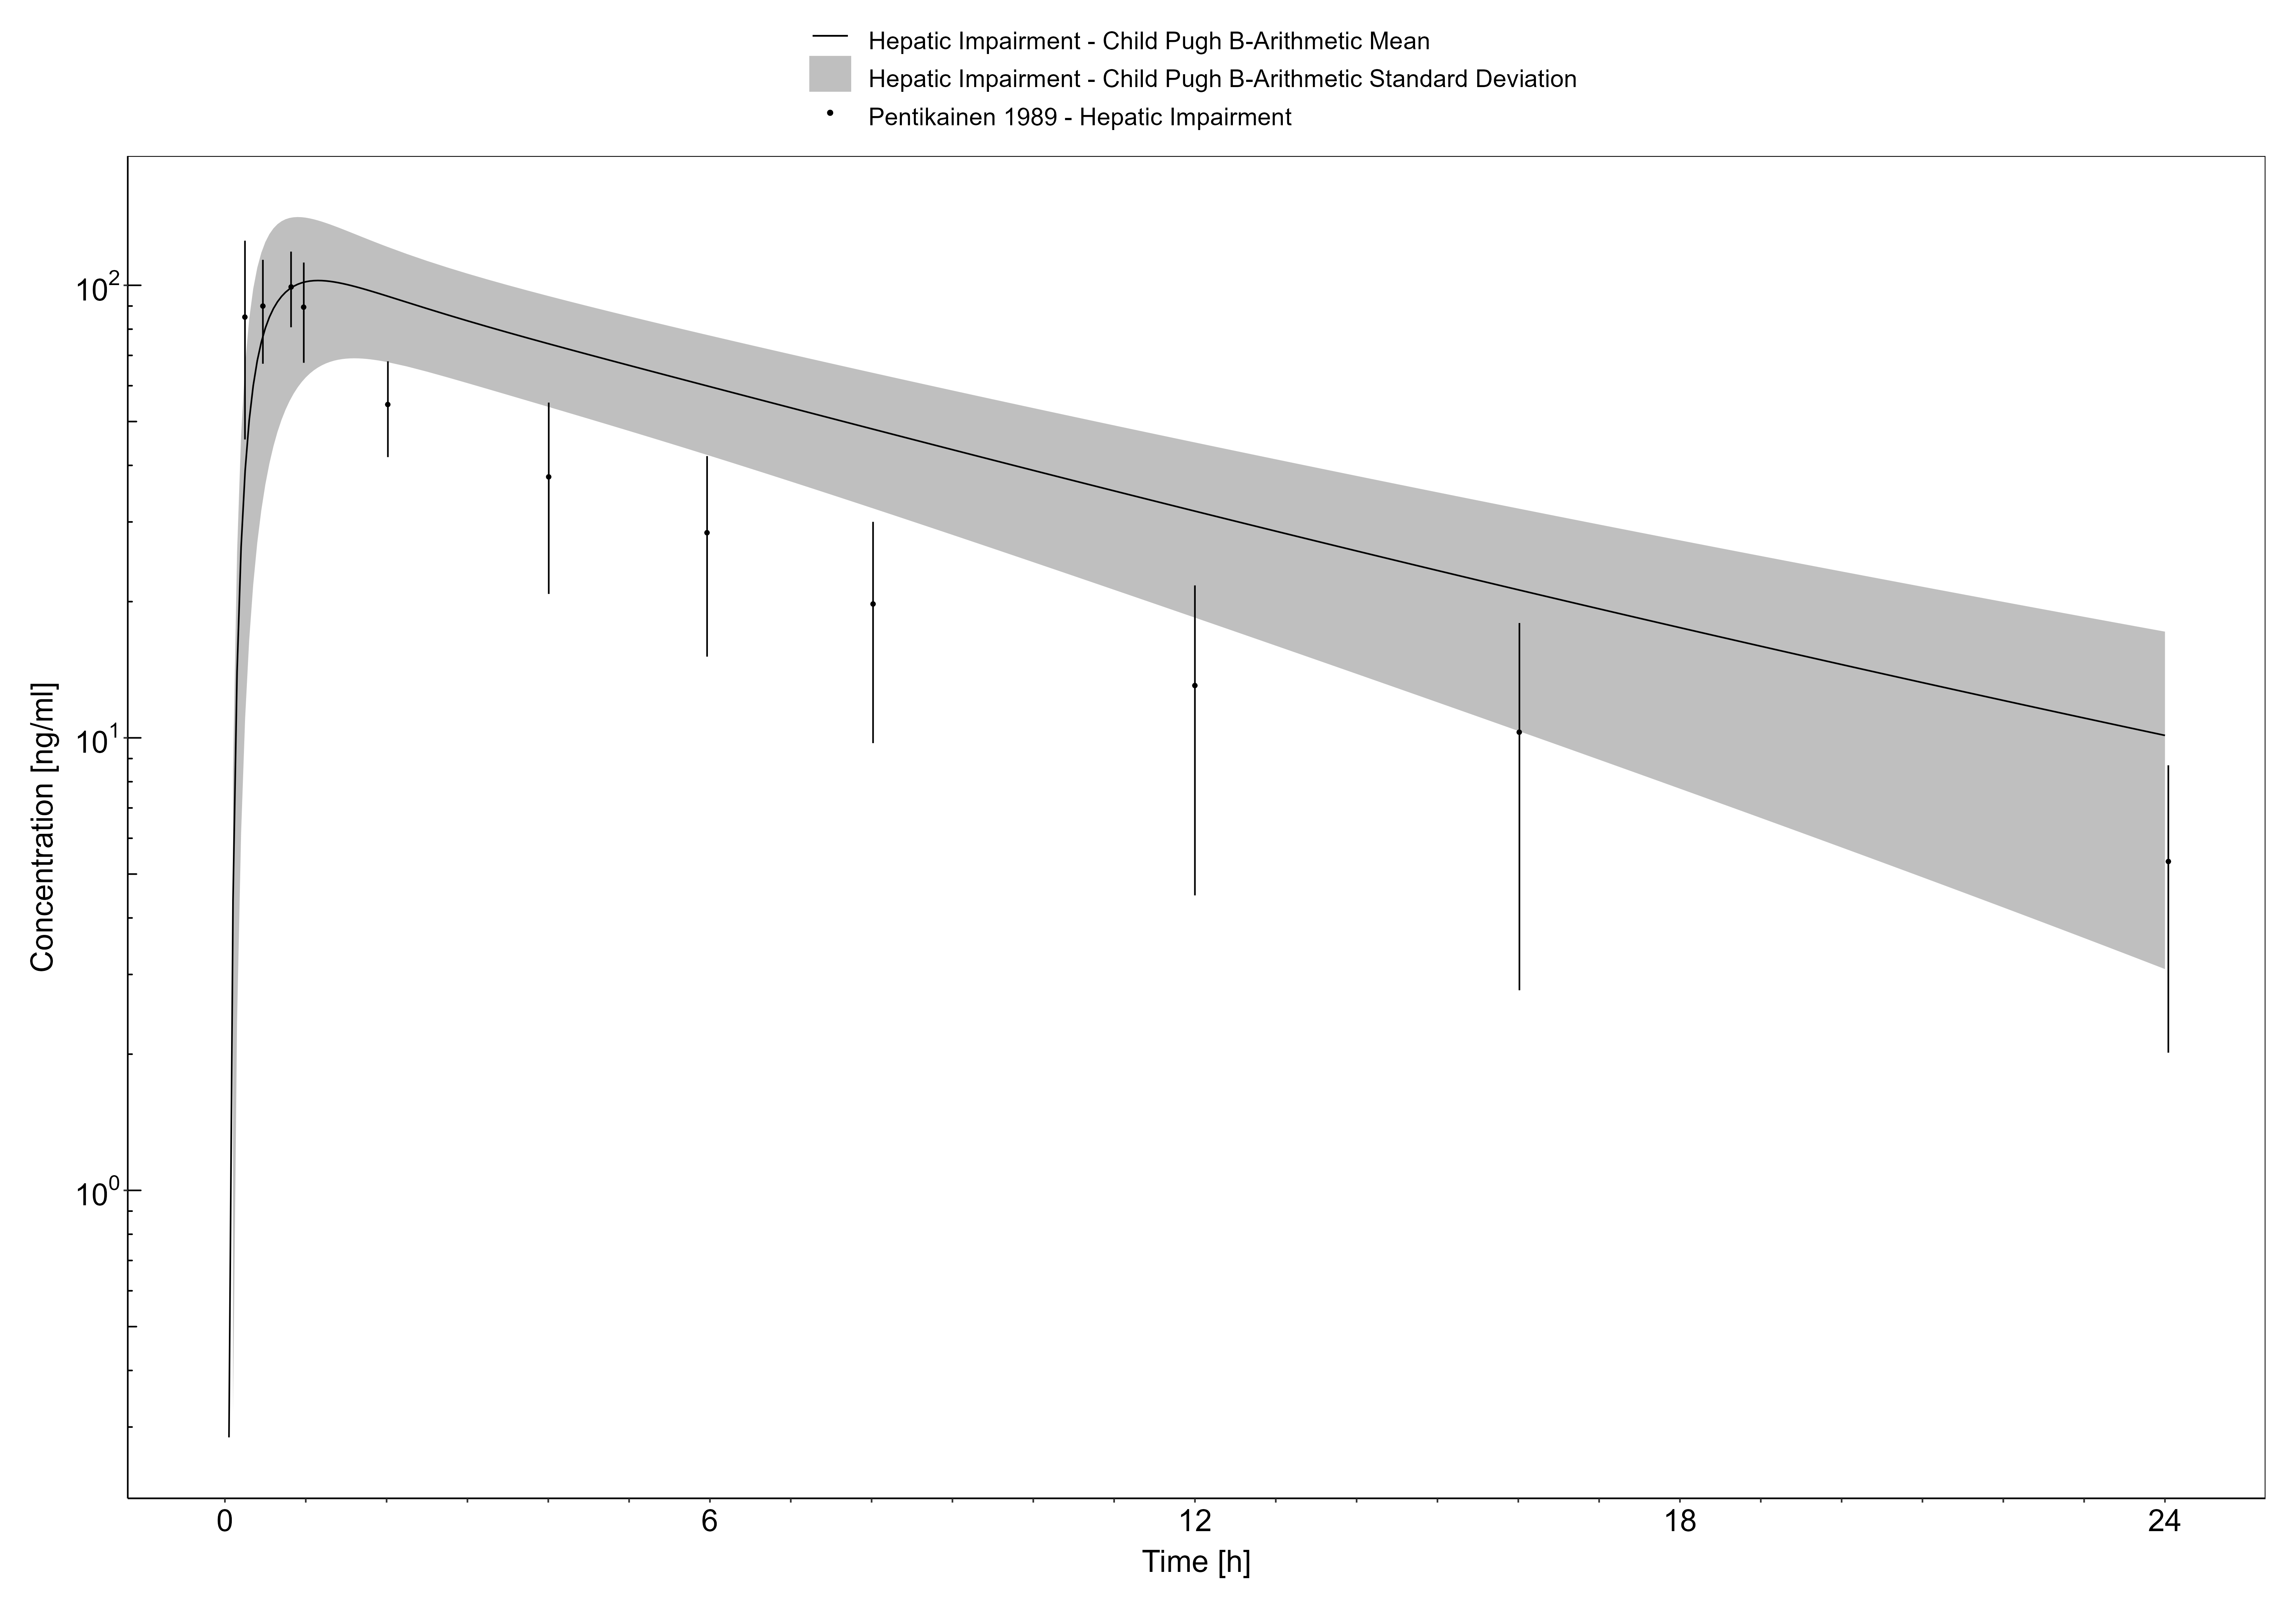 Hepatic Impairment - Child Pugh B-Arithmetic Mean
Hepatic Impairment - Child Pugh B-Arithmetic Standard Deviation
Pentikainen 1989 - Hepatic Impairment
Concentration [ng/ml]
10²
10¹
10⁰
0 6 12 18 24
Time [h]